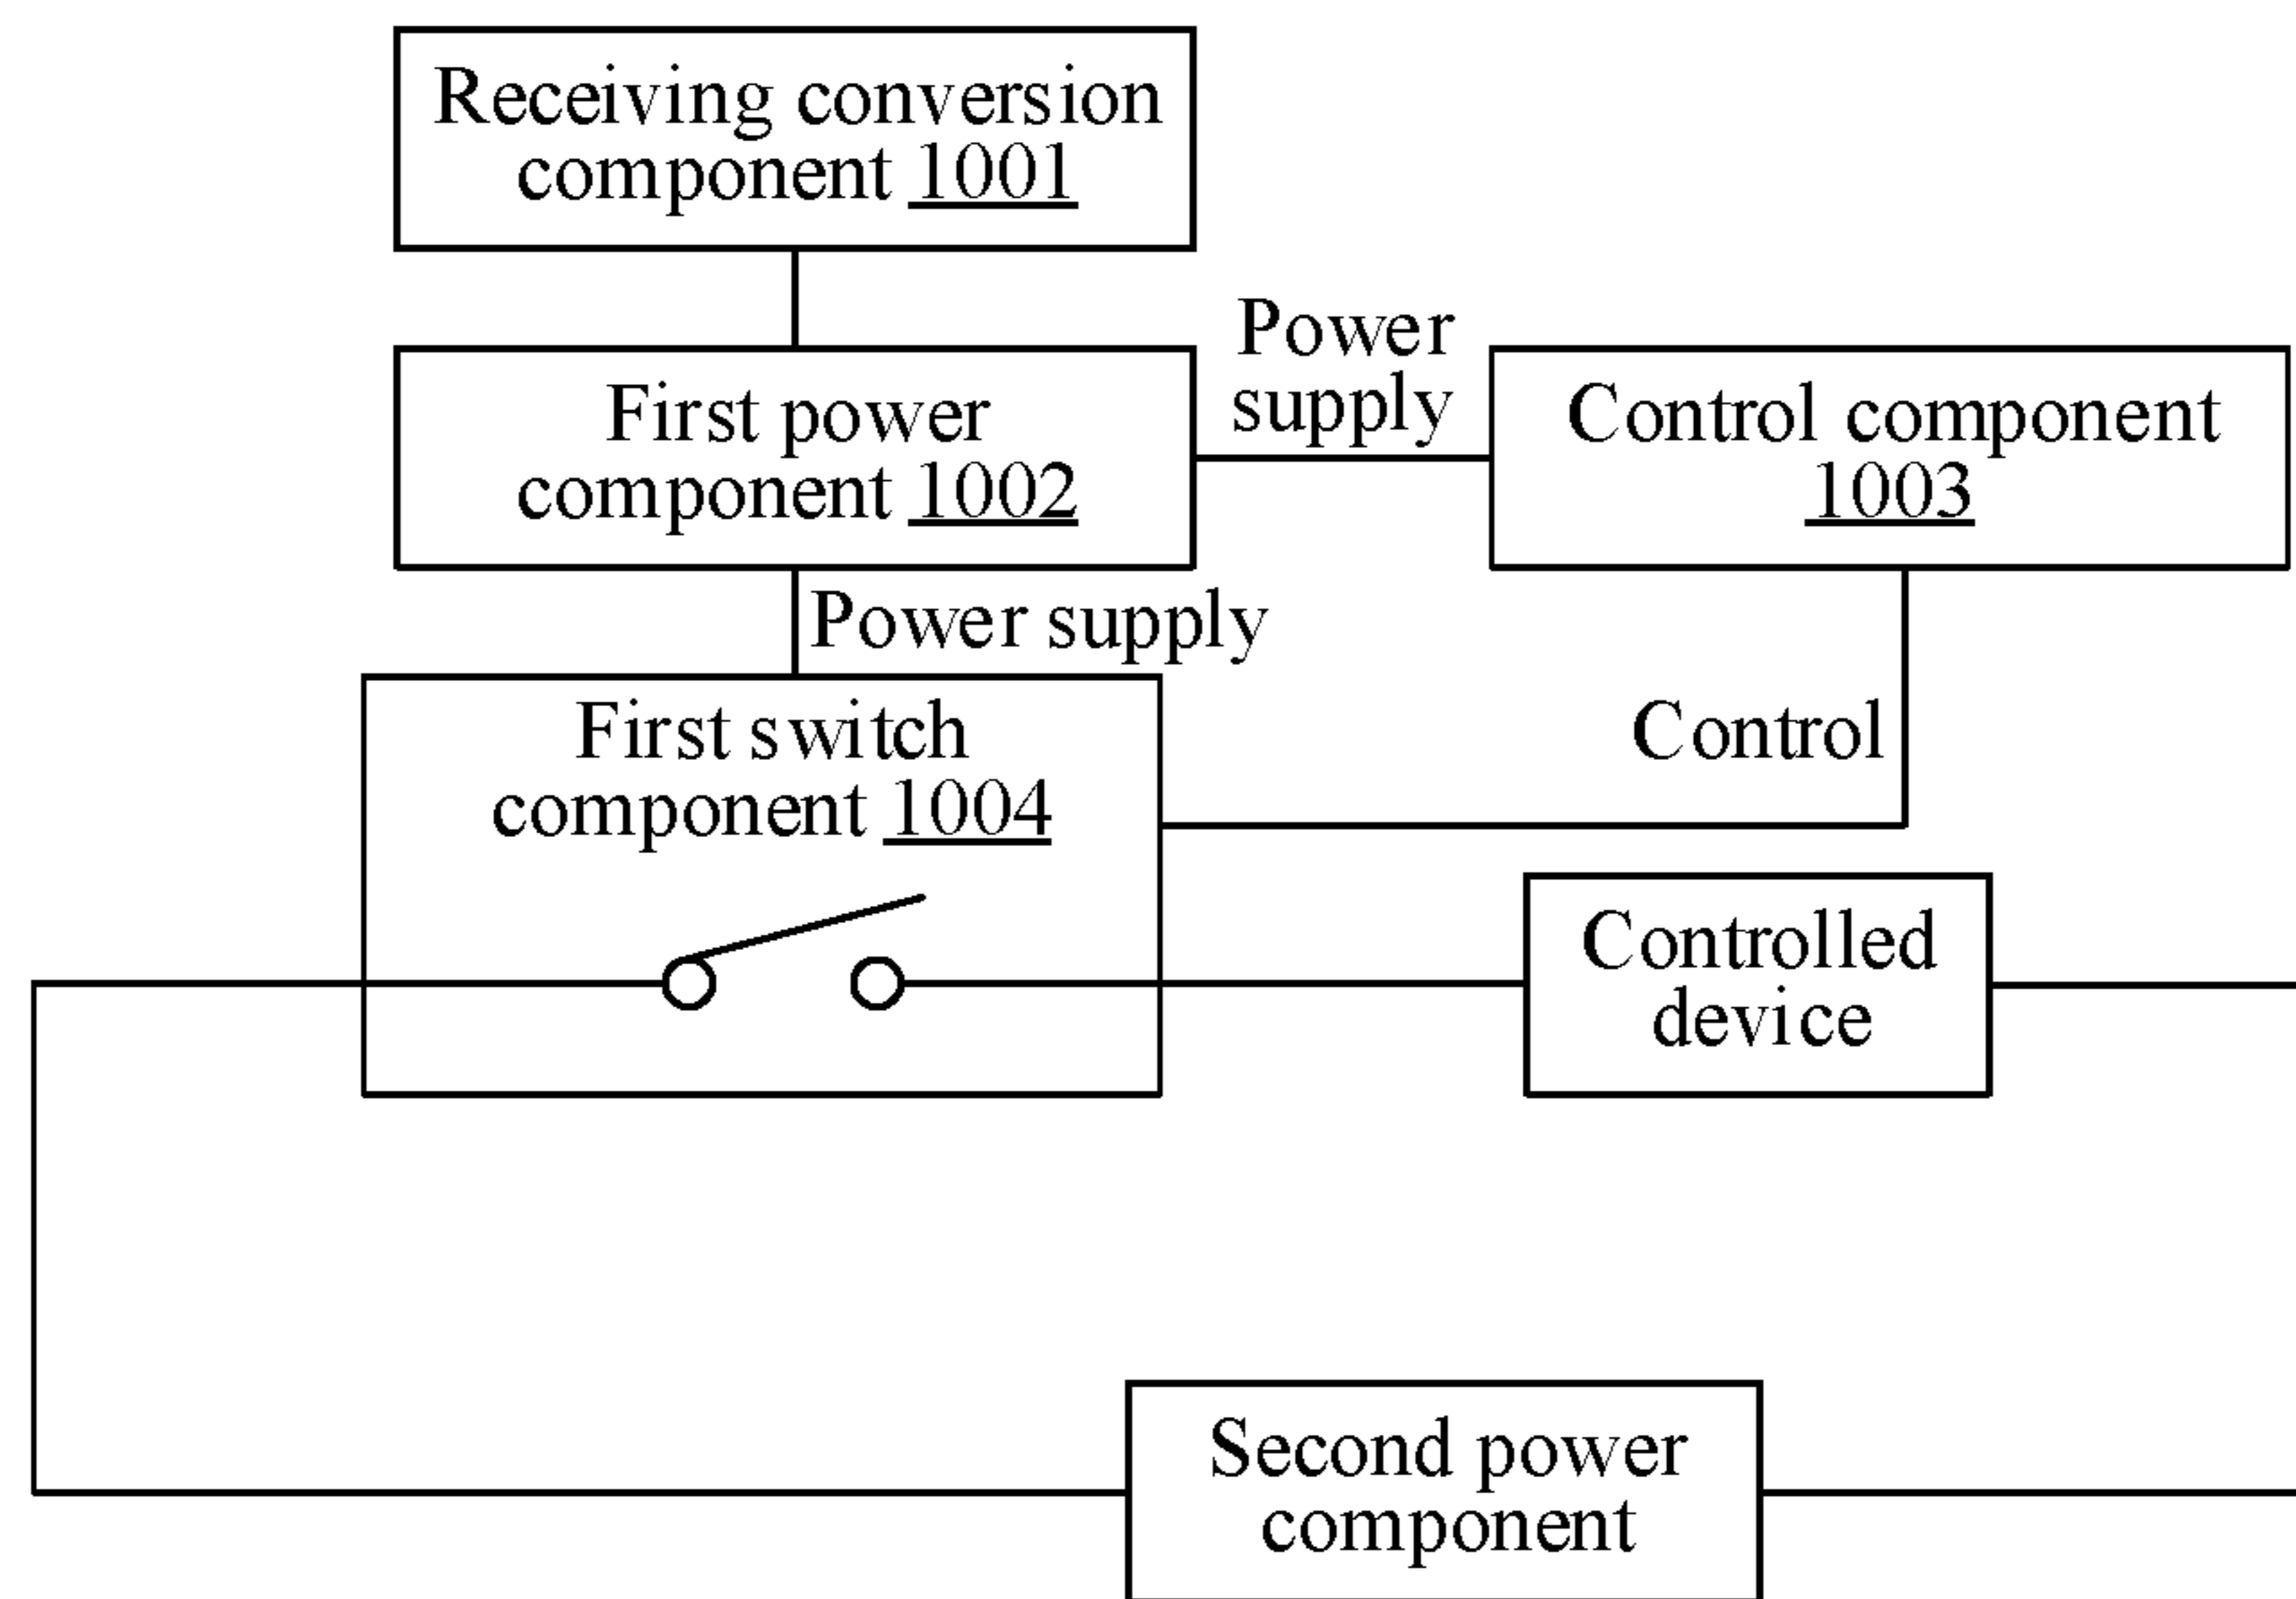 Receiving conversion
component 1001
Power
supply
First power
component 1002
Control component
1003
Power supply
First switch
component 1004
Control
Controlled
device
Second power
component